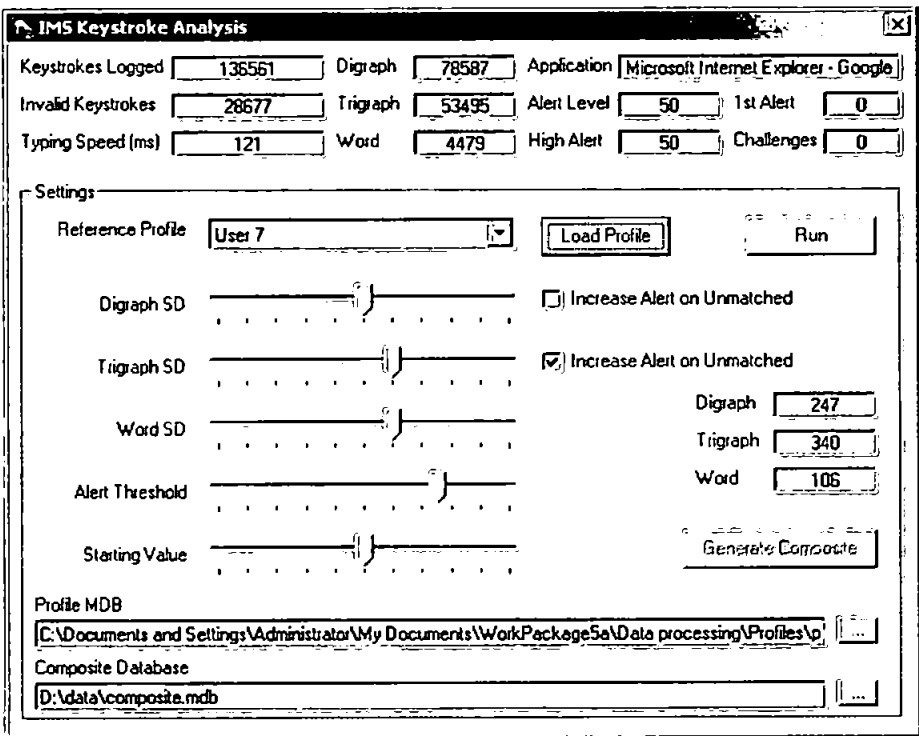 IMS Keystroke Analysis
Keystrokes Logged 136561 Digraph 78587 Application Microsoft Internet Explorer - Google
Invalid Keystrokes 28677 Trigraph 53495 Alert Level 50 1st Alert 0
Typing Speed (ms) 121 Word 4479 High Alert 50 Challenges 0
Settings
Reference Profile User 7 Load Profile Run
Digraph SD Increase Alert on Unmatched
Trigraph SD Increase Alert on Unmatched
Digraph 247
Word SD Trigraph 340
Word 106
Alert Threshold
Starting Value Generate Composite
Profile MDB
C:\Documents and Settings\Administrator\My Documents\WorkPackage5a\Data processing\Profiles\p ...
Composite Database
D:\data\composite.mdb ...